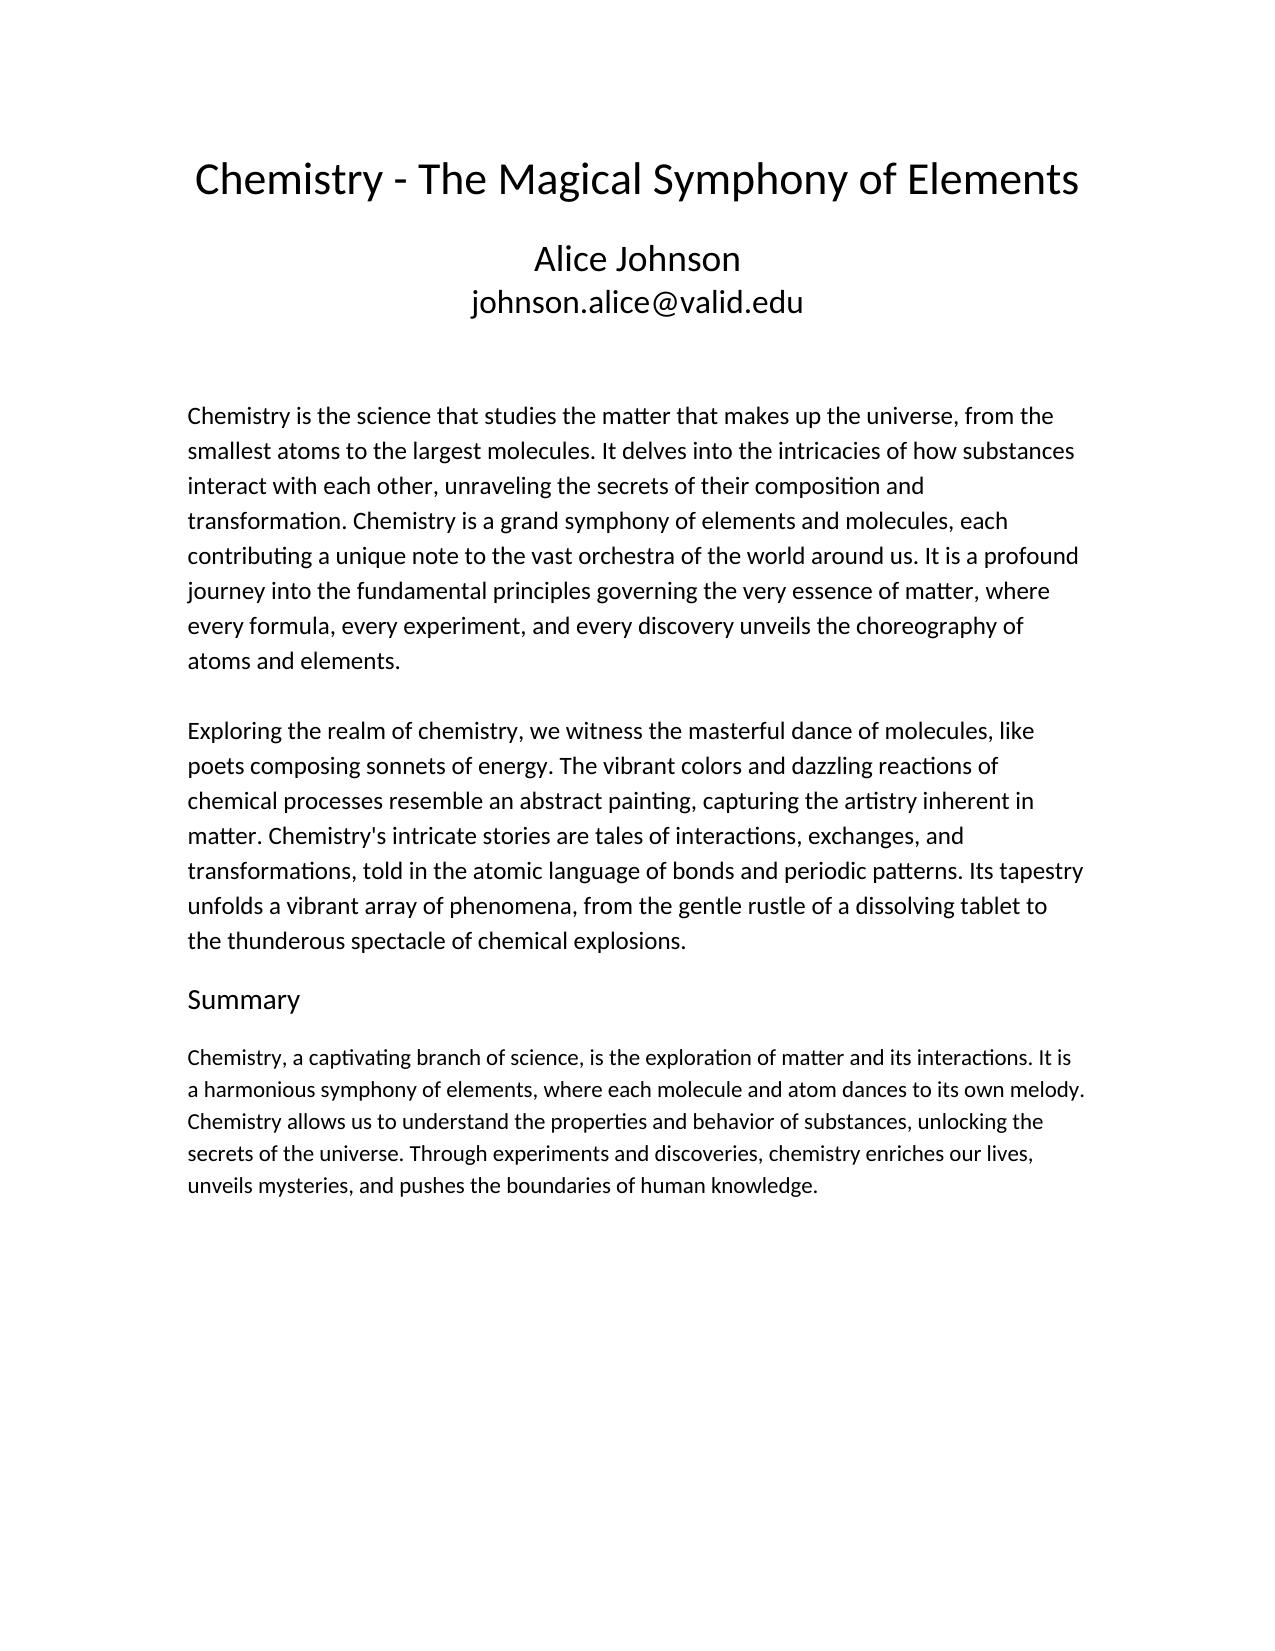 Chemistry - The Magical Symphony of Elements
Alice Johnson
johnson.alice@valid.edu
Chemistry is the science that studies the matter that makes up the universe, from the
smallest atoms to the largest molecules. It delves into the intricacies of how substances
interact with each other, unraveling the secrets of their composition and
transformation. Chemistry is a grand symphony of elements and molecules, each
contributing a unique note to the vast orchestra of the world around us. It is a profound
journey into the fundamental principles governing the very essence of matter, where
every formula, every experiment, and every discovery unveils the choreography of
atoms and elements.
Exploring the realm of chemistry, we witness the masterful dance of molecules, like
poets composing sonnets of energy. The vibrant colors and dazzling reactions of
chemical processes resemble an abstract painting, capturing the artistry inherent in
matter. Chemistry's intricate stories are tales of interactions, exchanges, and
transformations, told in the atomic language of bonds and periodic patterns. Its tapestry
unfolds a vibrant array of phenomena, from the gentle rustle of a dissolving tablet to
the thunderous spectacle of chemical explosions.
Summary
Chemistry, a captivating branch of science, is the exploration of matter and its interactions. It is
a harmonious symphony of elements, where each molecule and atom dances to its own melody.
Chemistry allows us to understand the properties and behavior of substances, unlocking the
secrets of the universe. Through experiments and discoveries, chemistry enriches our lives,
unveils mysteries, and pushes the boundaries of human knowledge.